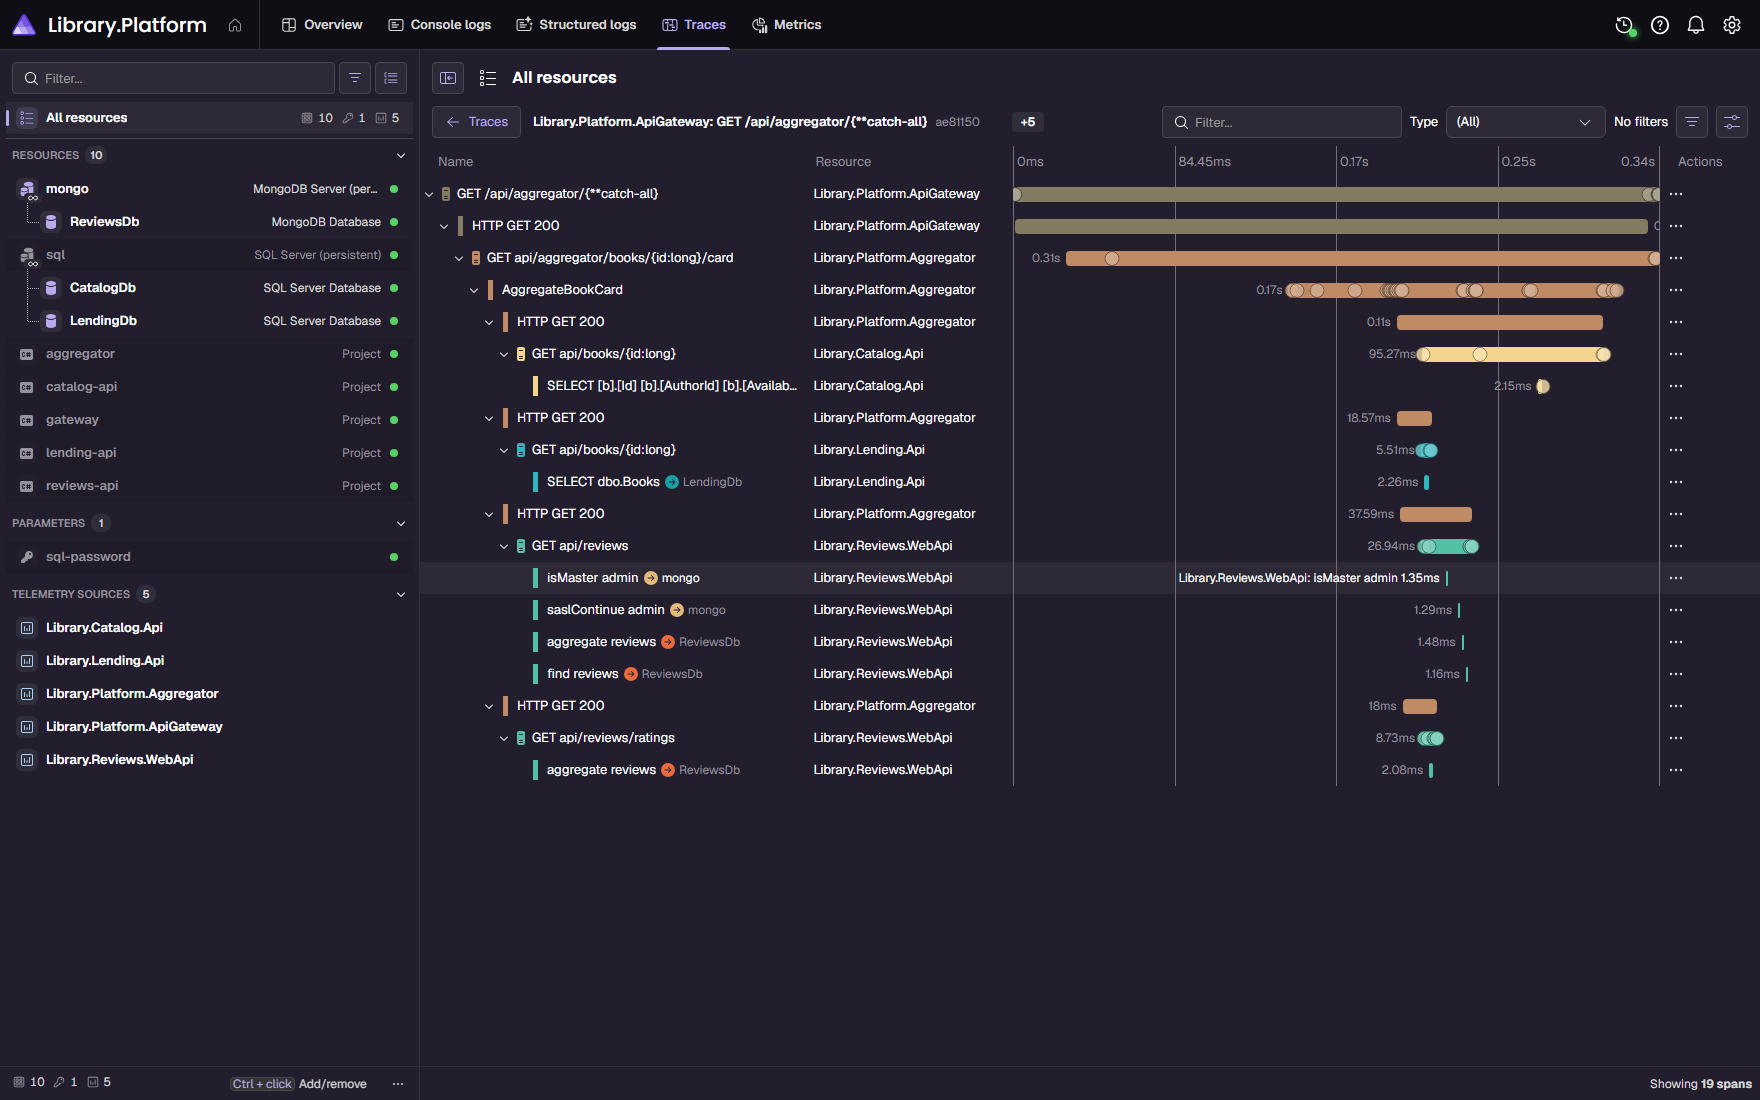 Library.Platform
Overview
Console logs
Structured logs
Traces
Metrics
Filter...
All resources
10
1
5
RESOURCES 10
mongo MongoDB Server (per...
ReviewsDb MongoDB Database
sql SQL Server (persistent)
CatalogDb SQL Server Database
LendingDb SQL Server Database
C# aggregator Project
C# catalog-api Project
C# gateway Project
C# lending-api Project
C# reviews-api Project
PARAMETERS 1
sql-password
TELEMETRY SOURCES 5
Library.Catalog.Api
Library.Lending.Api
Library.Platform.Aggregator
Library.Platform.ApiGateway
Library.Reviews.WebApi
10 1 5 Ctrl + click Add/remove ...
All resources
Traces Library.Platform.ApiGateway: GET /api/aggregator/{**catch-all} ae81150 +5 Filter... Type (All) No filters
Name Resource 0ms 84.45ms 0.17s 0.25s 0.34s Actions
GET /api/aggregator/{**catch-all} Library.Platform.ApiGateway ...
HTTP GET 200 Library.Platform.ApiGateway ...
GET api/aggregator/books/{id:long}/card Library.Platform.Aggregator 0.31s ...
AggregateBookCard Library.Platform.Aggregator 0.17s ...
HTTP GET 200 Library.Platform.Aggregator 0.11s ...
GET api/books/{id:long} Library.Catalog.Api 95.27ms ...
SELECT [b].[Id] [b].[AuthorId] [b].[Availab... Library.Catalog.Api 2.15ms ...
HTTP GET 200 Library.Platform.Aggregator 18.57ms ...
GET api/books/{id:long} Library.Lending.Api 5.51ms ...
SELECT dbo.Books LendingDb Library.Lending.Api 2.26ms ...
HTTP GET 200 Library.Platform.Aggregator 37.59ms ...
GET api/reviews Library.Reviews.WebApi 26.94ms ...
isMaster admin mongo Library.Reviews.WebApi Library.Reviews.WebApi: isMaster admin 1.35ms ...
saslContinue admin mongo Library.Reviews.WebApi 1.29ms ...
aggregate reviews ReviewsDb Library.Reviews.WebApi 1.48ms ...
find reviews ReviewsDb Library.Reviews.WebApi 1.16ms ...
HTTP GET 200 Library.Platform.Aggregator 18ms ...
GET api/reviews/ratings Library.Reviews.WebApi 8.73ms ...
aggregate reviews ReviewsDb Library.Reviews.WebApi 2.08ms ...
Showing 19 spans